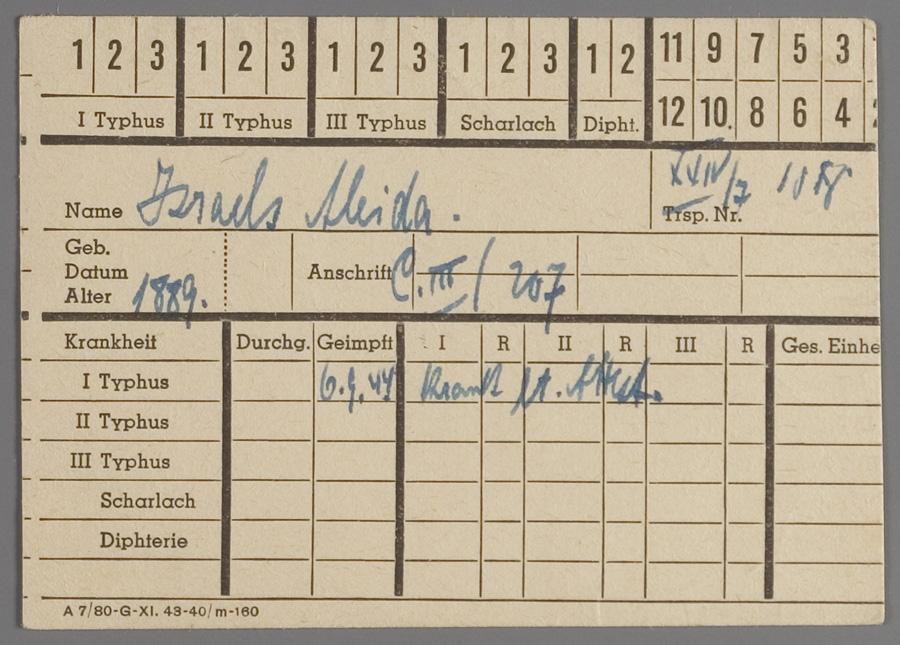 1 2 3 1 2 3 1 2 3 1 2 3 1 2 11 9 7 5 3
I Typhus II Typhus III Typhus Scharlach Dipht. 12 10. 8 6 4
Name Israels Aleida. XXIV/7
Trsp. Nr.
Geb.
Datum
Alter 1889. Anschrift C.III/207
Krankheit Durchg. Geimpft I R II R III R Ges. Einhe
I Typhus 6.9.44 Krank lt. Attest.
II Typhus
III Typhus
Scharlach
Diphterie
A 7/80-G-XI. 43-40/m-160